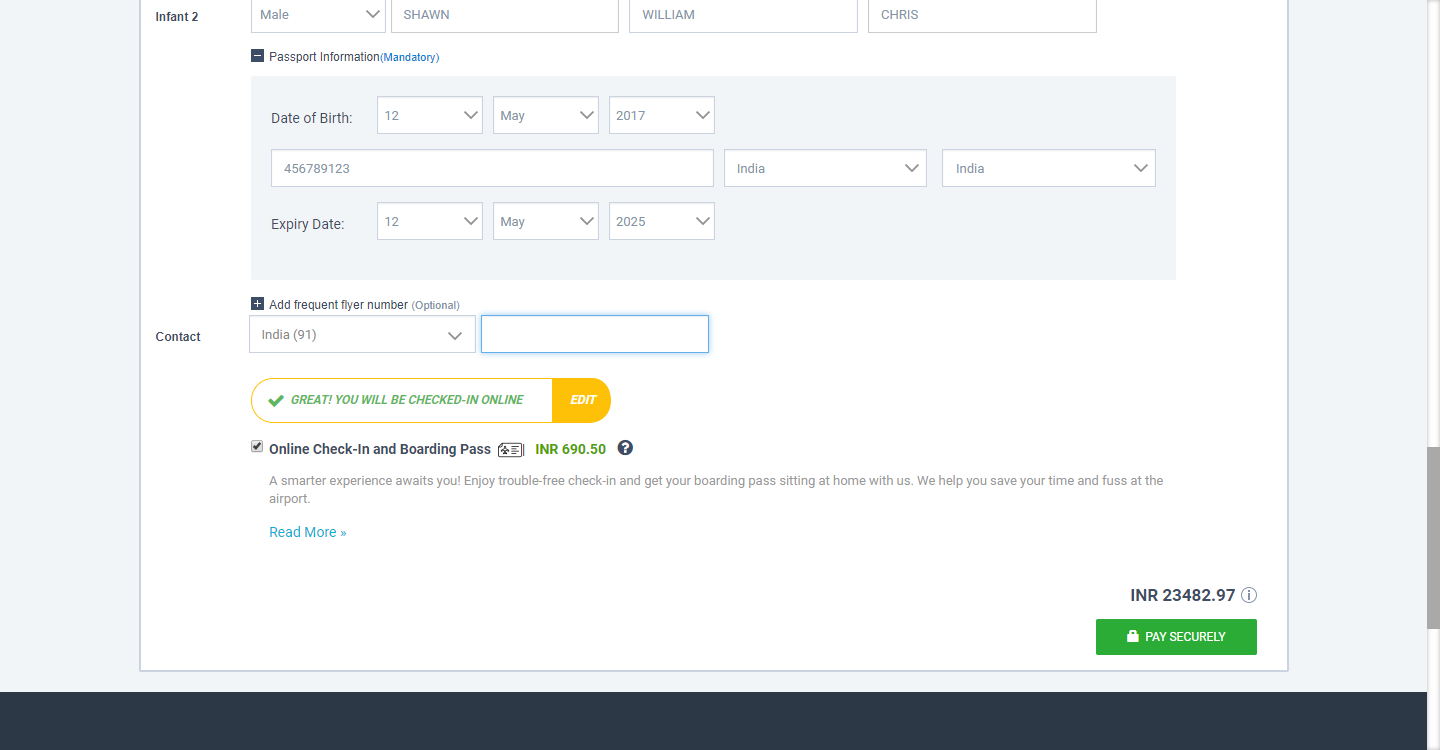 Infant 2 Male SHAWN WILLIAM CHRIS
Passport Information(Mandatory)
Date of Birth: 12 May 2017
456789123 India India
Expiry Date: 12 May 2025
Add frequent flyer number (Optional)
Contact India (91)
GREAT! YOU WILL BE CHECKED-IN ONLINE EDIT
Online Check-In and Boarding Pass INR 690.50 ?
A smarter experience awaits you! Enjoy trouble-free check-in and get your boarding pass sitting at home with us. We help you save your time and fuss at the
airport.
Read More »
INR 23482.97 i
PAY SECURELY